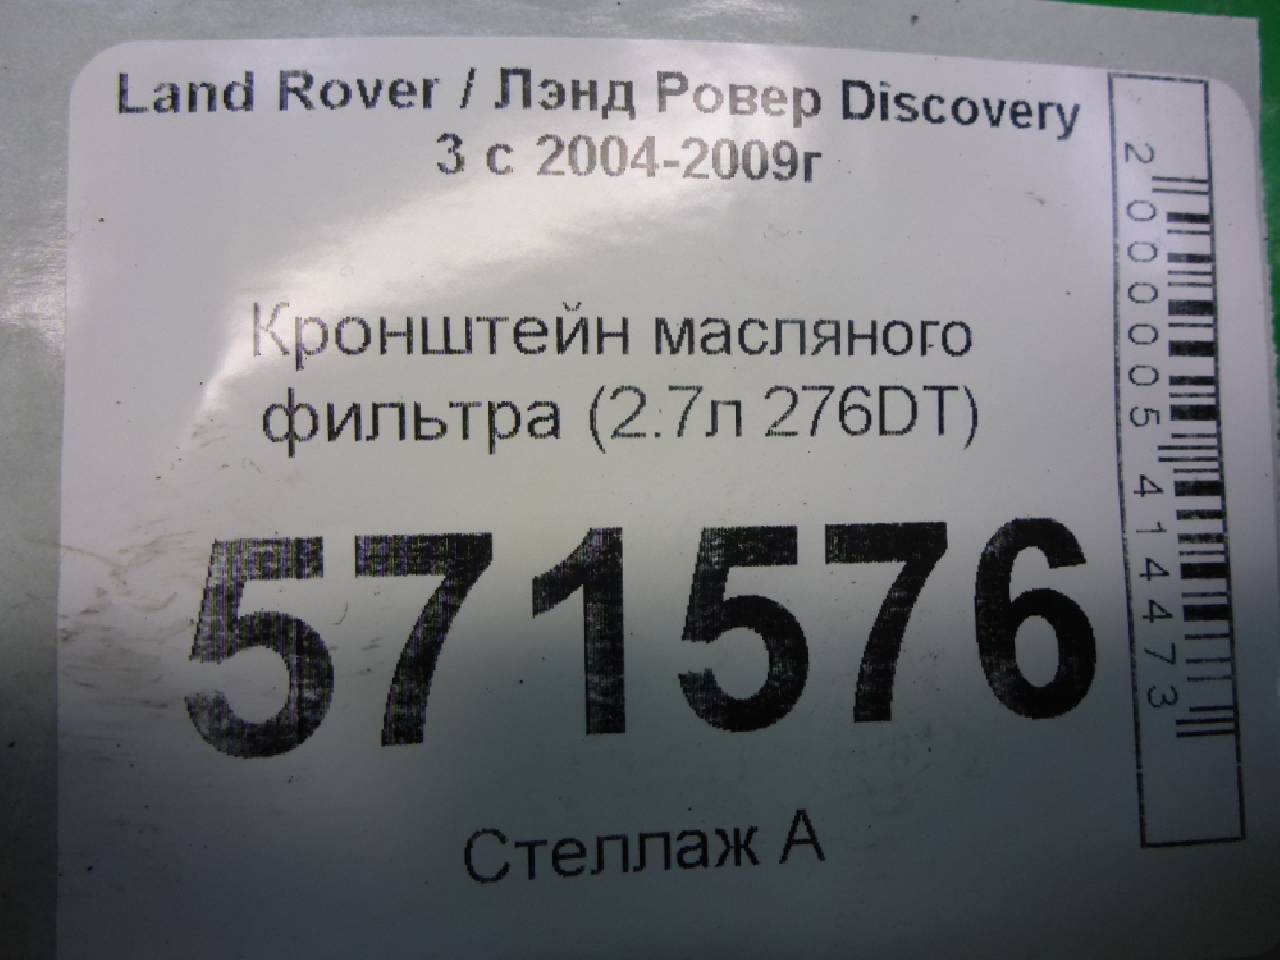 Land Rover / Лэнд Ровер Discovery
3 с 2004-2009г
Кронштейн масляного
фильтра (2.7л 276DT)
571576
Стеллаж А
2000005414473